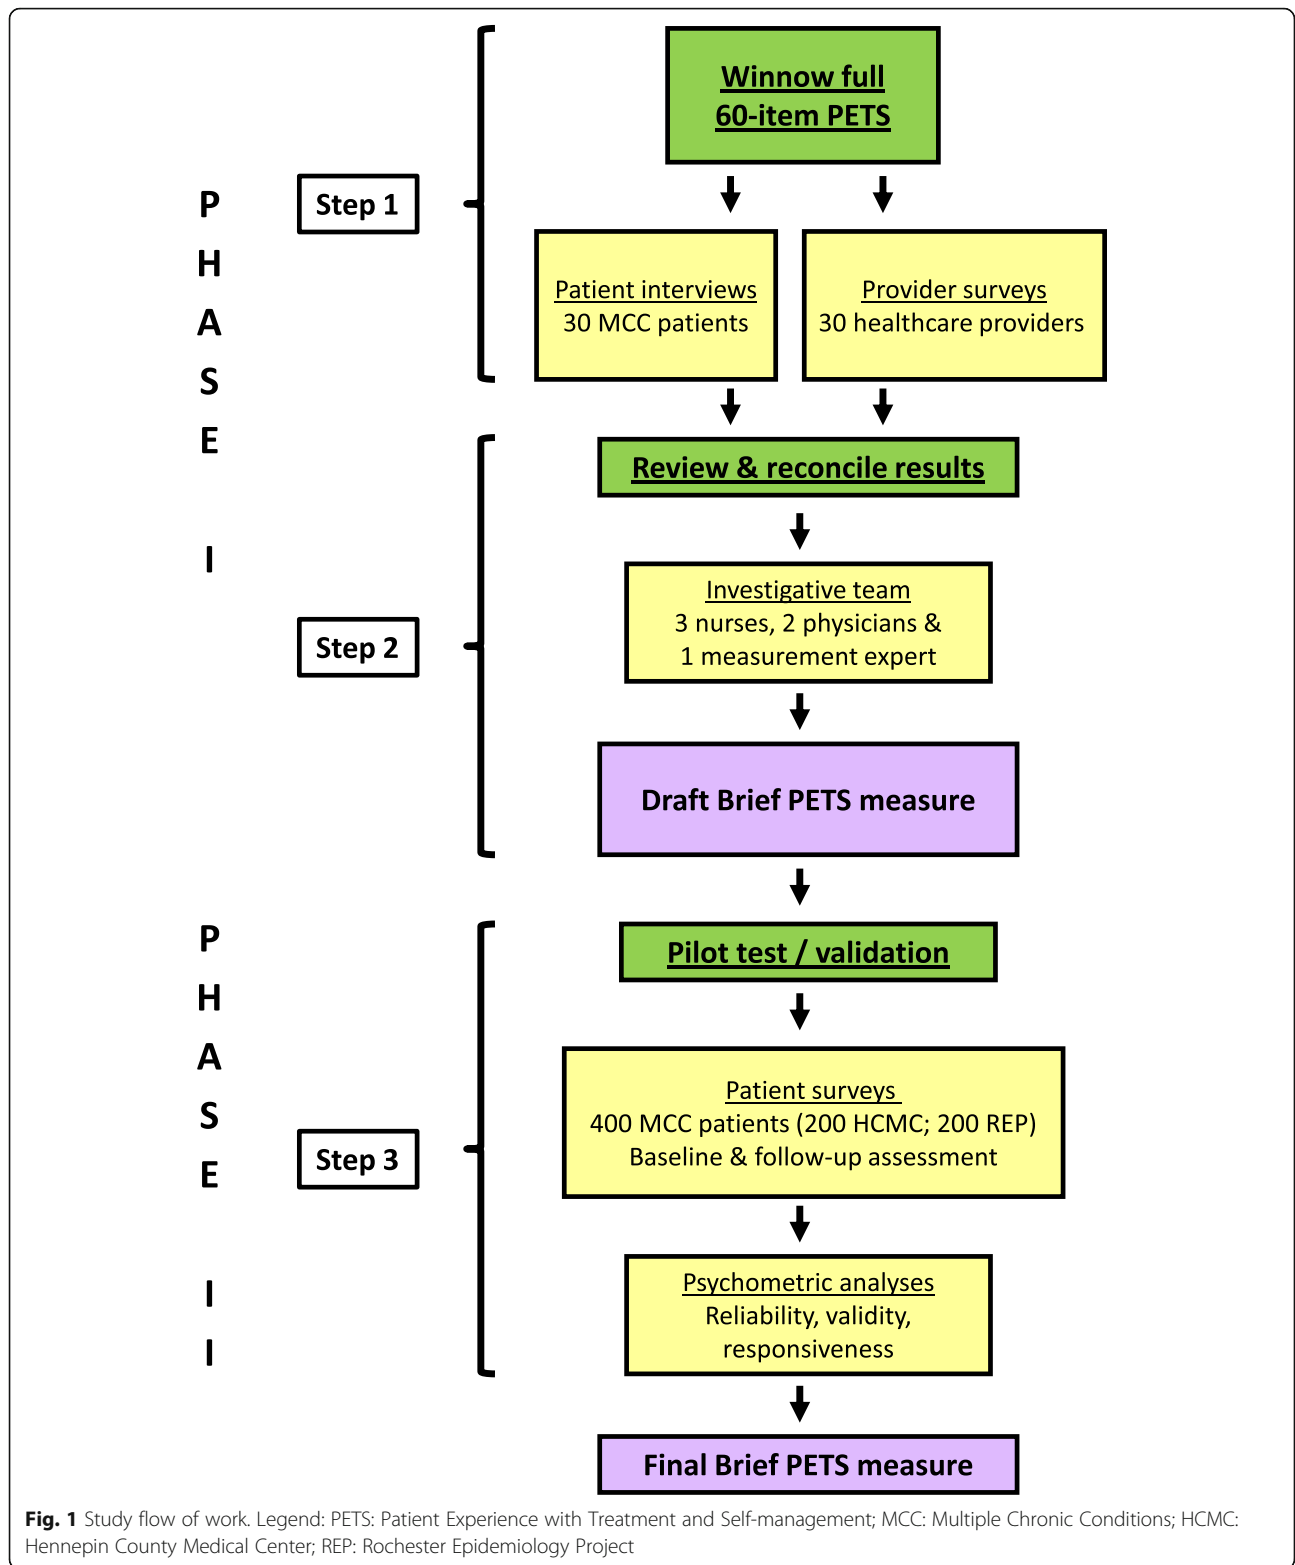 Winnow full
60-item PETS
P
H
A
S
E
I
Step 1
Patient interviews
30 MCC patients
Provider surveys
30 healthcare providers
Review & reconcile results
Step 2
Investigative team
3 nurses, 2 physicians &
1 measurement expert
Draft Brief PETS measure
P
H
A
S
E
I
I
Step 3
Pilot test / validation
Patient surveys
400 MCC patients (200 HCMC; 200 REP)
Baseline & follow-up assessment
Psychometric analyses
Reliability, validity,
responsiveness
Final Brief PETS measure
Fig. 1 Study flow of work. Legend: PETS: Patient Experience with Treatment and Self-management; MCC: Multiple Chronic Conditions; HCMC:
Hennepin County Medical Center; REP: Rochester Epidemiology Project